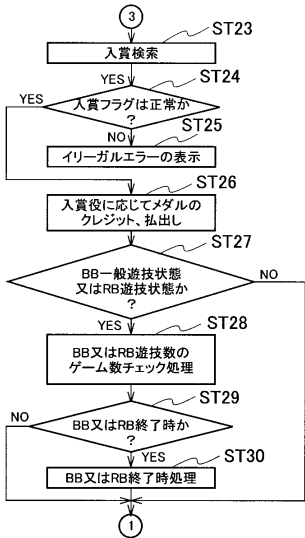 3
ST23
入賞検索
YES
ST24
YES
入賞フラグは正常か
?
ST25
NO
イリーガルエラーの表示
ST26
入賞役に応じてメダルの
クレジット、払出し
ST27
BB一般遊技状態
又はRB遊技状態か
?
NO
YES
ST28
BB又はRB遊技数の
ゲーム数チェック処理
ST29
NO
BB又はRB終了時か
?
YES
ST30
BB又はRB終了時処理
1